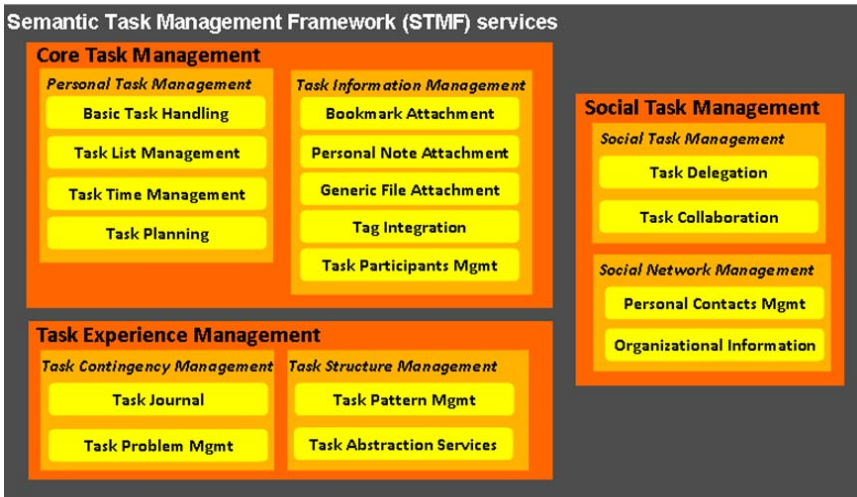 Semantic Task Management Framework (STMF) services
Core Task Management
Personal Task Management
Basic Task Handling
Task List Management
Task Time Management
Task Planning
Task Information Management
Bookmark Attachment
Personal Note Attachment
Generic File Attachment
Tag Integration
Task Participants Mgmt
Task Experience Management
Task Contingency Management
Task Journal
Task Problem Mgmt
Task Structure Management
Task Pattern Mgmt
Task Abstraction Services
Social Task Management
Social Task Management
Task Delegation
Task Collaboration
Social Network Management
Personal Contacts Mgmt
Organizational Information